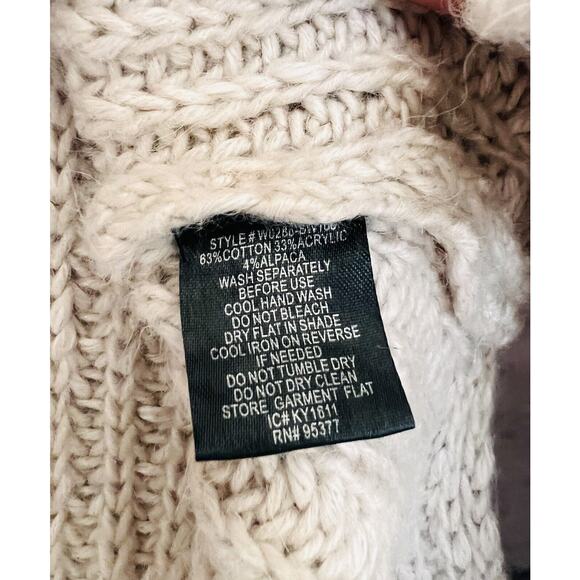 STYLE#
63%COTTON 33%ACRYLIC
4%ALPACA
WASH SEPARATELY
BEFORE USE
COOL HAND WASH
DO NOT BLEACH
DRY FLAT IN SHADE
COOL IRON ON REVERSE
IF NEEDED
DO NOT TUMBLE DRY
DO NOT DRY CLEAN
STORE GARMENT FLAT
IC# KY1611
RN# 95377